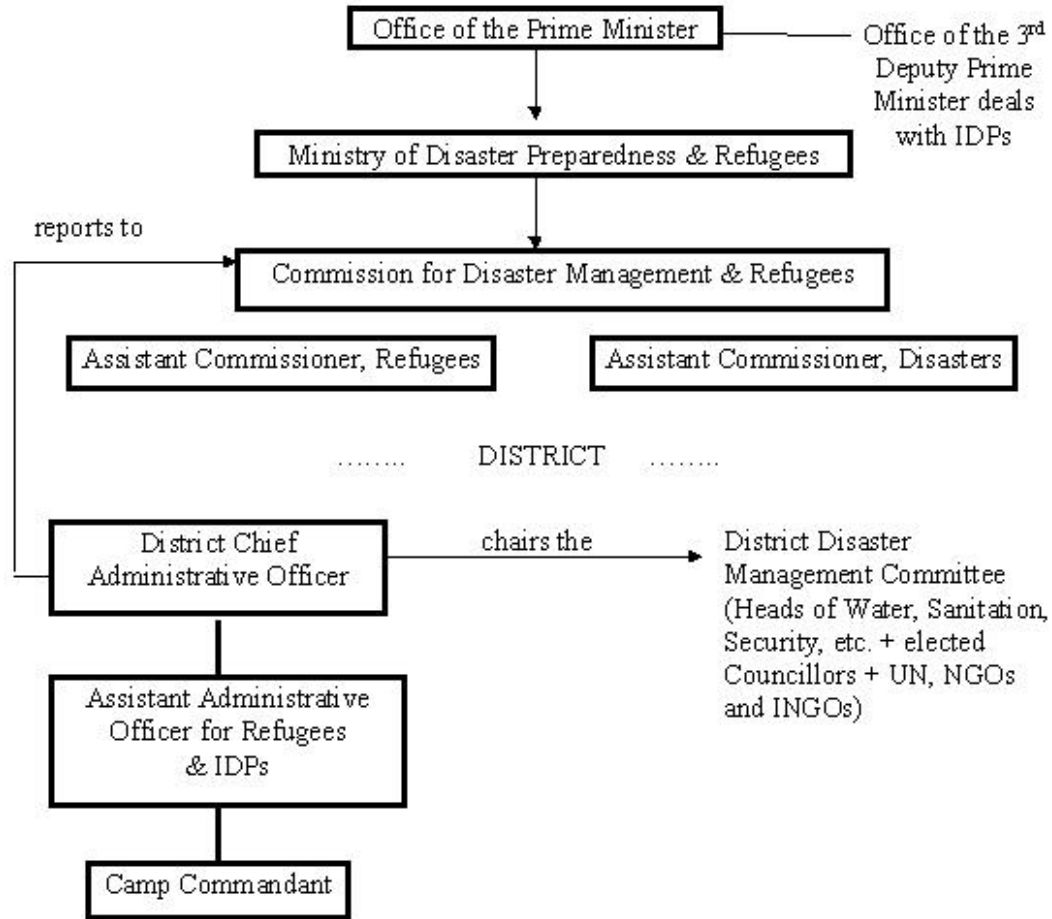 Office of the Prime Minister
Office of the 3rd
Deputy Prime
Minister deals
with IDPs
Ministry of Disaster Preparedness & Refugees
reports to
Commission for Disaster Management & Refugees
Assistant Commissioner, Refugees
Assistant Commissioner, Disasters
........ DISTRICT ........
District Chief
Administrative Officer
chairs the
District Disaster
Management Committee
(Heads of Water, Sanitation,
Security, etc. + elected
Councillors + UN, NGOs
and INGOs)
Assistant Administrative
Officer for Refugees
& IDPs
Camp Commandant